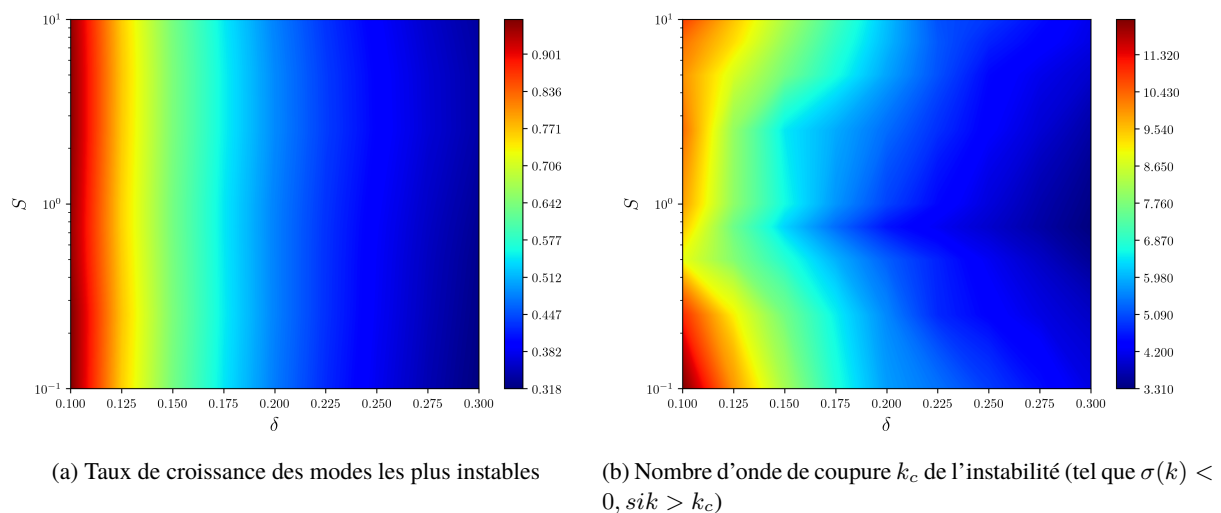 10¹
10⁰
10⁻¹
S
0.100 0.125 0.150 0.175 0.200 0.225 0.250 0.275 0.300
δ
0.901
0.836
0.771
0.706
0.642
0.577
0.512
0.447
0.382
0.318
(a) Taux de croissance des modes les plus instables
10¹
10⁰
10⁻¹
S
0.100 0.125 0.150 0.175 0.200 0.225 0.250 0.275 0.300
δ
11.320
10.430
9.540
8.650
7.760
6.870
5.980
5.090
4.200
3.310
(b) Nombre d'onde de coupure k_c de l'instabilité (tel que σ(k) <
0, sik > k_c)